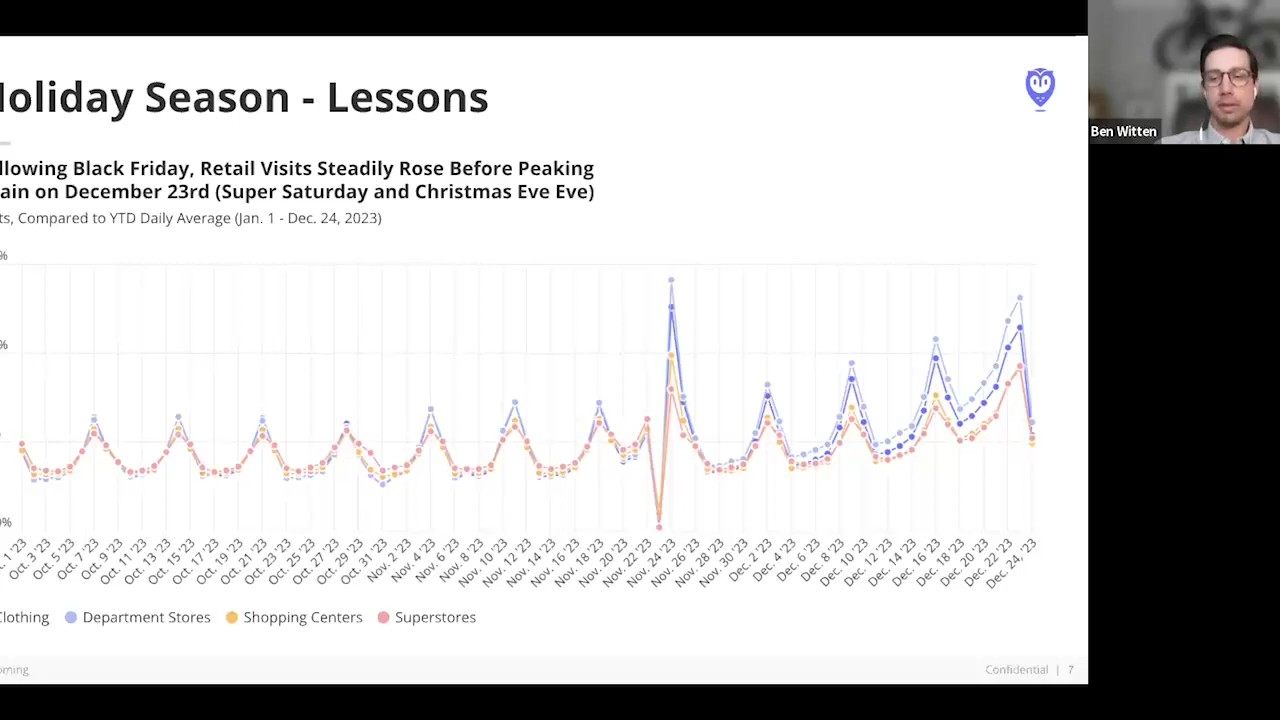 Holiday Season - Lessons
Ben Witten
llowing Black Friday, Retail Visits Steadily Rose Before Peaking
ain on December 23rd (Super Saturday and Christmas Eve Eve)
ts, Compared to YTD Daily Average (Jan. 1 - Dec. 24, 2023)
%
%
0%
. 1 '23
Oct. 3 '23
Oct. 5 '23
Oct. 7 '23
Oct. 9 '23
Oct. 11 '23
Oct. 13 '23
Oct. 15 '23
Oct. 17 '23
Oct. 19 '23
Oct. 21 '23
Oct. 23 '23
Oct. 25 '23
Oct. 27 '23
Oct. 29 '23
Oct. 31 '23
Nov. 2 '23
Nov. 4 '23
Nov. 6 '23
Nov. 8 '23
Nov. 10 '23
Nov. 12 '23
Nov. 14 '23
Nov. 16 '23
Nov. 18 '23
Nov. 20 '23
Nov. 22 '23
Nov. 24 '23
Nov. 26 '23
Nov. 28 '23
Nov. 30 '23
Dec. 2 '23
Dec. 4 '23
Dec. 6 '23
Dec. 8 '23
Dec. 10 '23
Dec. 12 '23
Dec. 14 '23
Dec. 16 '23
Dec. 18 '23
Dec. 20 '23
Dec. 22 '23
Dec. 24, '23
Clothing Department Stores Shopping Centers Superstores
Confidential | 7